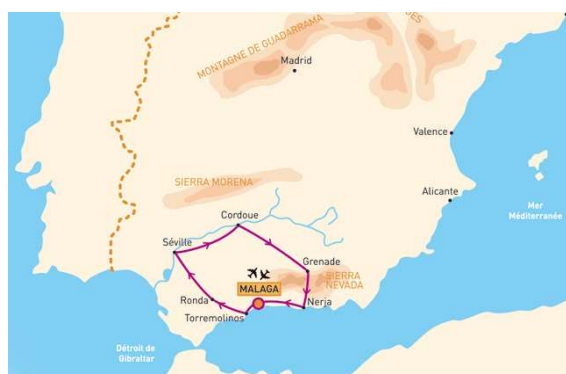 DES
MONTAGNE DE GUADARRAMA
Madrid
Valence
SIERRA MORENA
Alicante
Mer
Méditerranée
Cordoue
Séville
Grenade
SIERRA
NEVADA
MALAGA
Ronda
Nerja
Torremolinos
Détroit de
Gibraltar